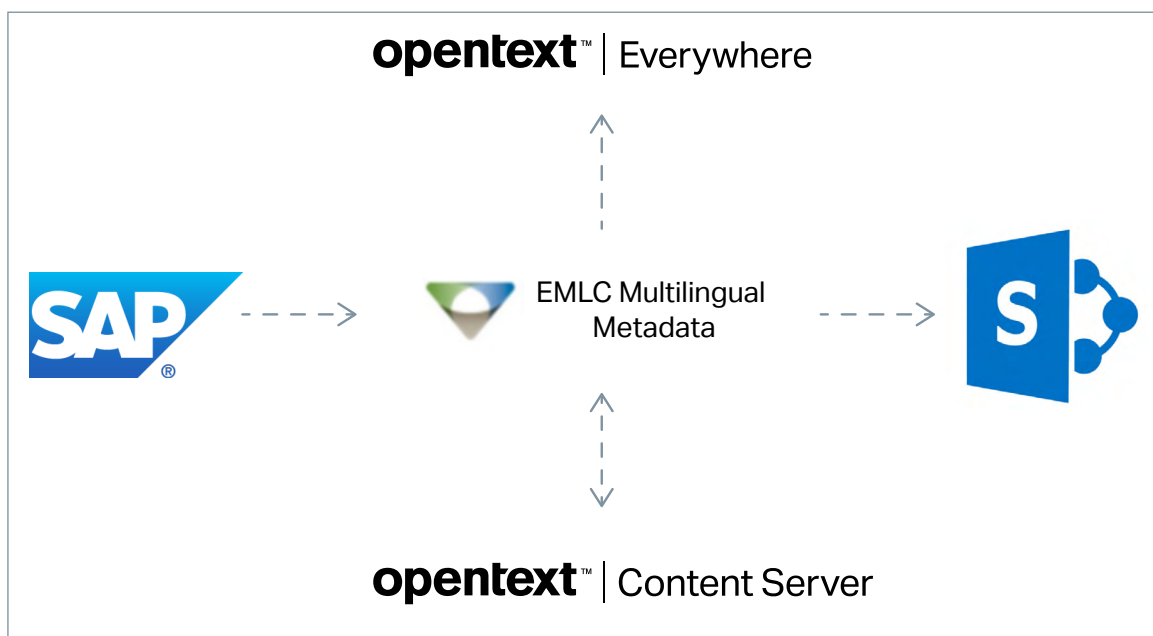 opentext™ | Everywhere
SAP®
EMLC Multilingual
Metadata
S
opentext™ | Content Server